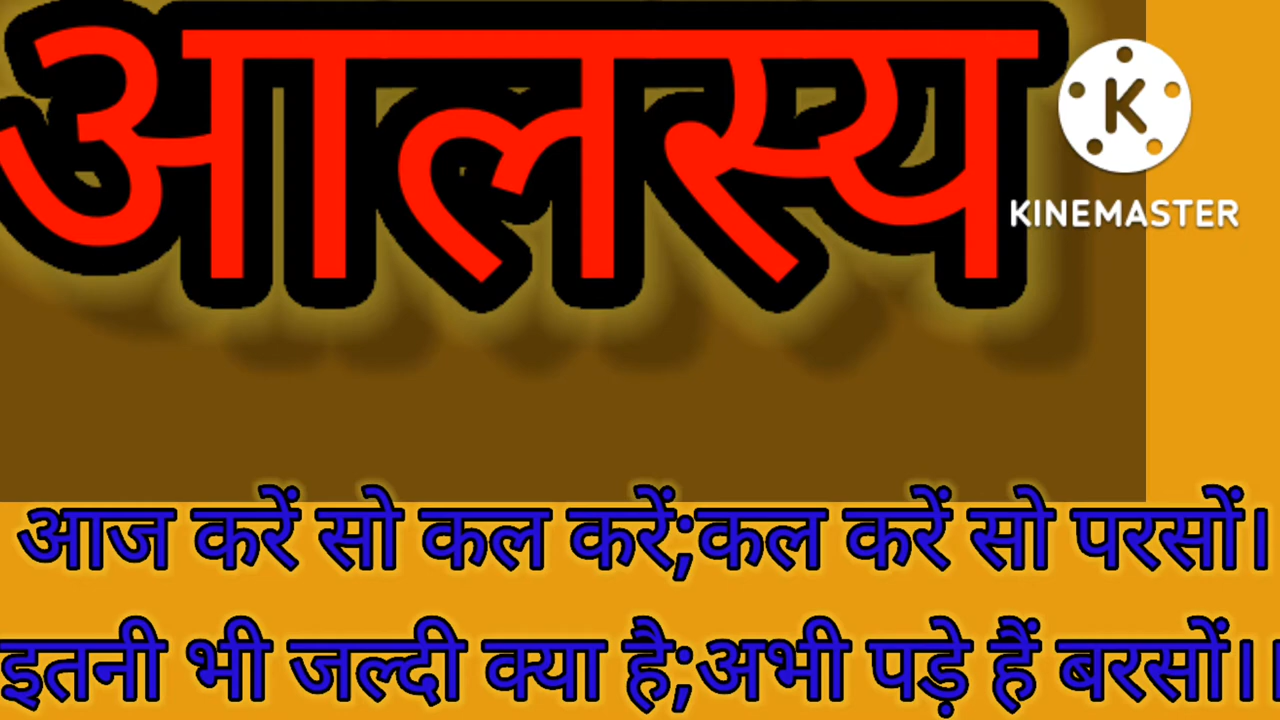 आलस्य
K
KINEMASTER
आज करें सो कल करें;कल करें सो परसों।
इतनी भी जल्दी क्या है;अभी पड़े हैं बरसों।।